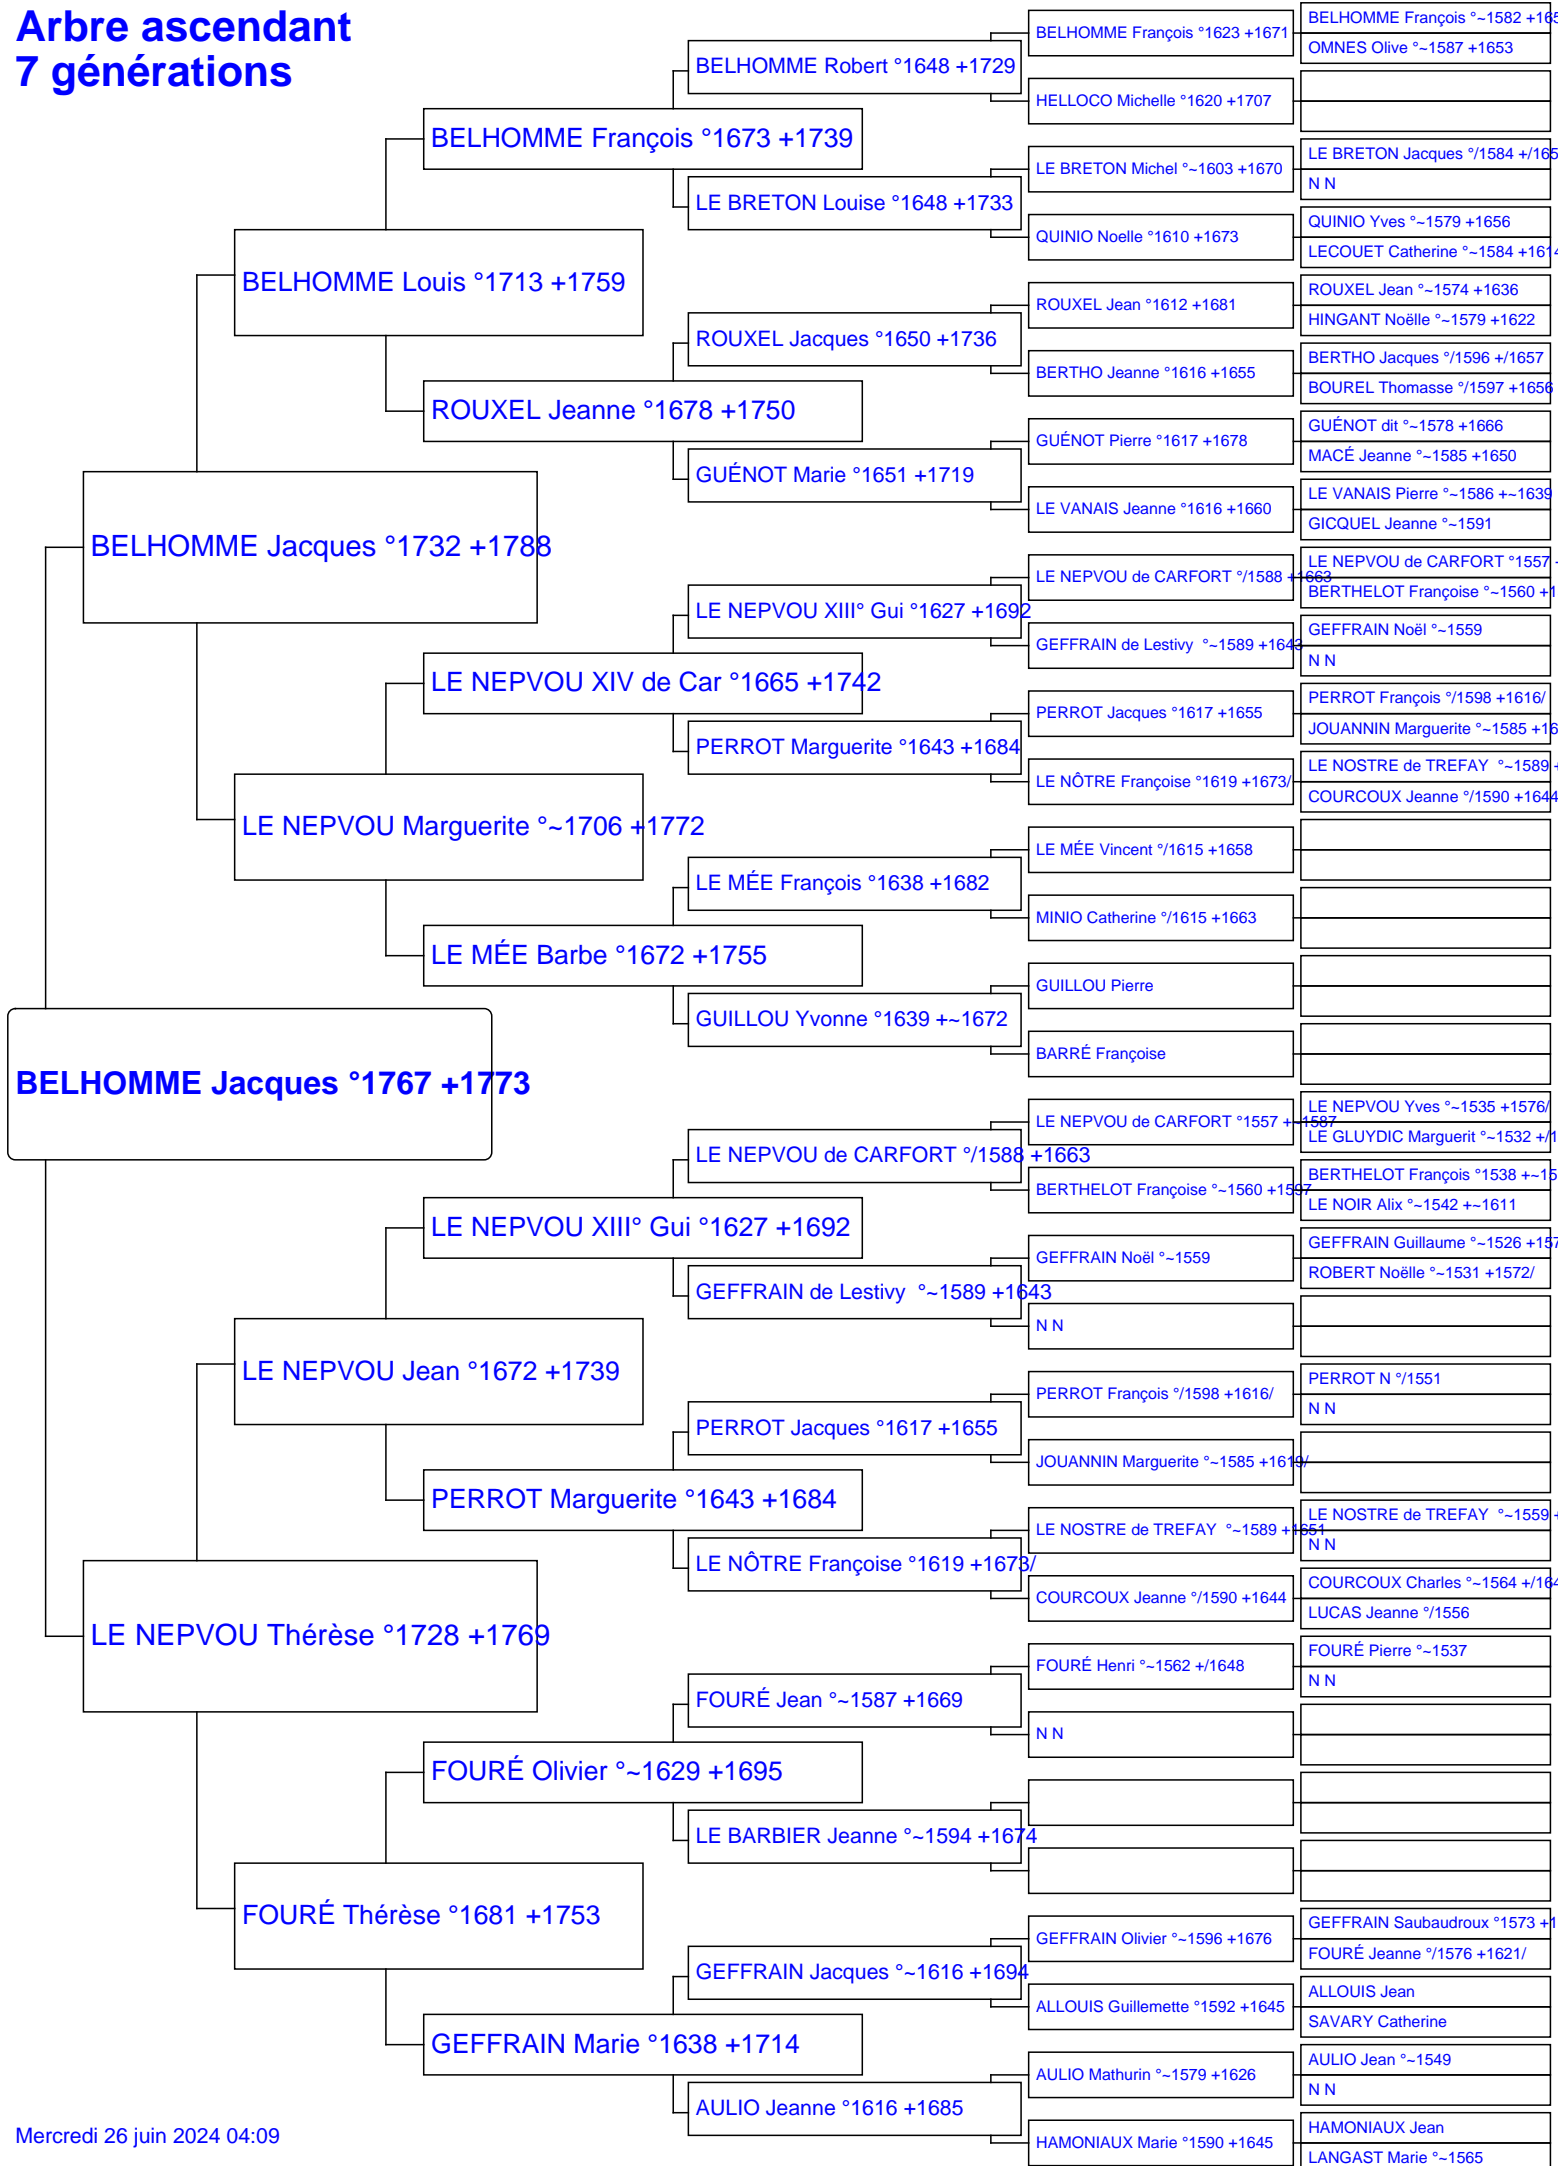 Arbre ascendant
7 générations
BELHOMME Jacques °1767 +1773
BELHOMME Jacques °1732 +1788
LE NEPVOU Thérèse °1728 +1769
BELHOMME Louis °1713 +1759
LE NEPVOU Marguerite °~1706 +1772
LE NEPVOU Jean °1672 +1739
FOURÉ Thérèse °1681 +1753
BELHOMME François °1673 +1739
ROUXEL Jeanne °1678 +1750
LE NEPVOU XIV de Car °1665 +1742
LE MÉE Barbe °1672 +1755
LE NEPVOU XIII° Gui °1627 +1692
PERROT Marguerite °1643 +1684
FOURÉ Olivier °~1629 +1695
GEFFRAIN Marie °1638 +1714
BELHOMME Robert °1648 +1729
LE BRETON Louise °1648 +1733
ROUXEL Jacques °1650 +1736
GUÉNOT Marie °1651 +1719
LE NEPVOU XIII° Gui °1627 +1692
PERROT Marguerite °1643 +1684
LE MÉE François °1638 +1682
GUILLOU Yvonne °1639 +~1672
LE NEPVOU de CARFORT °/1588 +1663
GEFFRAIN de Lestivy  °~1589 +1643
PERROT Jacques °1617 +1655
LE NÔTRE Françoise °1619 +1673/
FOURÉ Jean °~1587 +1669
LE BARBIER Jeanne °~1594 +1674
GEFFRAIN Jacques °~1616 +1694
AULIO Jeanne °1616 +1685
BELHOMME François °1623 +1671
HELLOCO Michelle °1620 +1707
LE BRETON Michel °~1603 +1670
QUINIO Noelle °1610 +1673
ROUXEL Jean °1612 +1681
BERTHO Jeanne °1616 +1655
GUÉNOT Pierre °1617 +1678
LE VANAIS Jeanne °1616 +1660
LE NEPVOU de CARFORT °/1588 +1663
GEFFRAIN de Lestivy  °~1589 +1643
PERROT Jacques °1617 +1655
LE NÔTRE Françoise °1619 +1673/
LE MÉE Vincent °/1615 +1658
MINIO Catherine °/1615 +1663
GUILLOU Pierre
BARRÉ Françoise
LE NEPVOU de CARFORT °1557 +~1587
BERTHELOT Françoise °~1560 +1597
GEFFRAIN Noël °~1559
N N
PERROT François °/1598 +1616/
JOUANNIN Marguerite °~1585 +1619/
LE NOSTRE de TREFAY  °~1589 +1651
COURCOUX Jeanne °/1590 +1644
FOURÉ Henri °~1562 +/1648
N N
GEFFRAIN Olivier °~1596 +1676
ALLOUIS Guillemette °1592 +1645
AULIO Mathurin °~1579 +1626
HAMONIAUX Marie °1590 +1645
BELHOMME François °~1582 +165
OMNES Olive °~1587 +1653
LE BRETON Jacques °/1584 +/165
N N
QUINIO Yves °~1579 +1656
LECOUET Catherine °~1584 +1614
ROUXEL Jean °~1574 +1636
HINGANT Noëlle °~1579 +1622
BERTHO Jacques °/1596 +/1657
BOUREL Thomasse °/1597 +1656
GUÉNOT dit °~1578 +1666
MACÉ Jeanne °~1585 +1650
LE VANAIS Pierre °~1586 +~1639
GICQUEL Jeanne °~1591
LE NEPVOU de CARFORT °1557 +
BERTHELOT Françoise °~1560 +1
GEFFRAIN Noël °~1559
N N
PERROT François °/1598 +1616/
JOUANNIN Marguerite °~1585 +16
LE NOSTRE de TREFAY  °~1589 +
COURCOUX Jeanne °/1590 +1644
LE NEPVOU Yves °~1535 +1576/
LE GLUYDIC Marguerit °~1532 +/1
BERTHELOT François °1538 +~15
LE NOIR Alix °~1542 +~1611
GEFFRAIN Guillaume °~1526 +157
ROBERT Noëlle °~1531 +1572/
PERROT N °/1551
N N
LE NOSTRE de TREFAY  °~1559 +
N N
COURCOUX Charles °~1564 +/164
LUCAS Jeanne °/1556
FOURÉ Pierre °~1537
N N
GEFFRAIN Saubaudroux °1573 +1
FOURÉ Jeanne °/1576 +1621/
ALLOUIS Jean
SAVARY Catherine
AULIO Jean °~1549
N N
HAMONIAUX Jean
LANGAST Marie °~1565
Mercredi 26 juin 2024 04:09